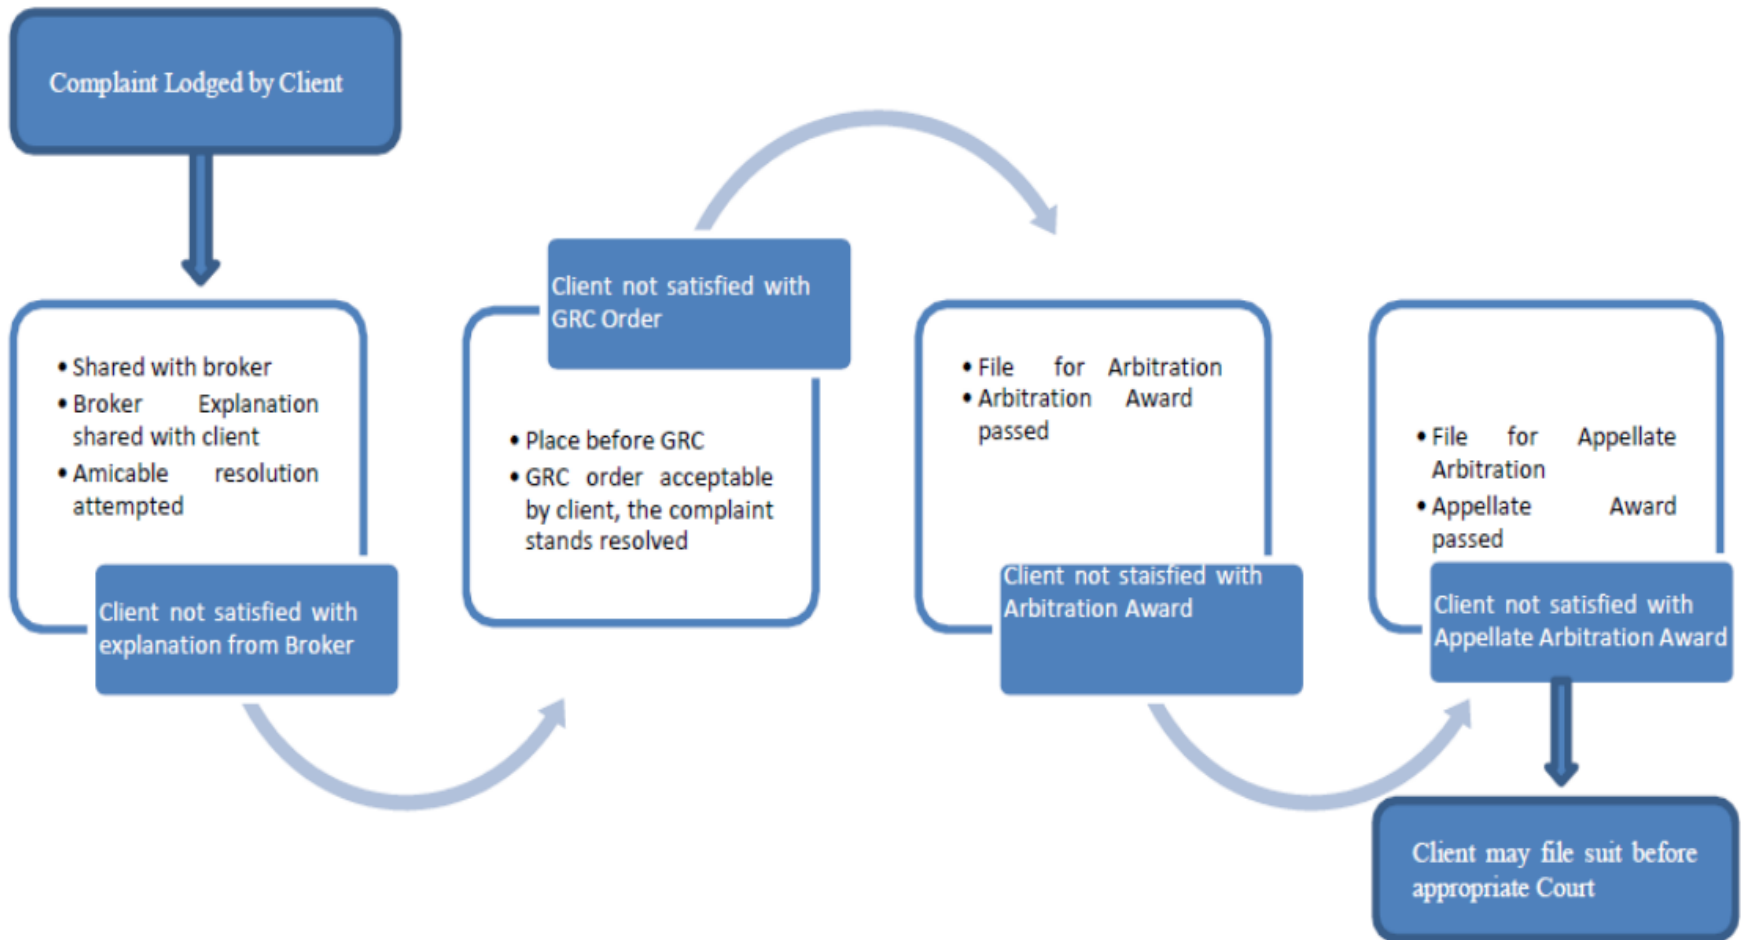 Complaint Lodged by Client
• Shared with broker
• Broker Explanation
shared with client
• Amicable resolution
attempted
Client not satisfied with
explanation from Broker
Client not satisfied with
GRC Order
• Place before GRC
• GRC order acceptable
by client, the complaint
stands resolved
• File for Arbitration
• Arbitration Award
passed
Client not staisfied with
Arbitration Award
• File for Appellate
Arbitration
• Appellate Award
passed
Client not satisfied with
Appellate Arbitration Award
Client may file suit before
appropriate Court